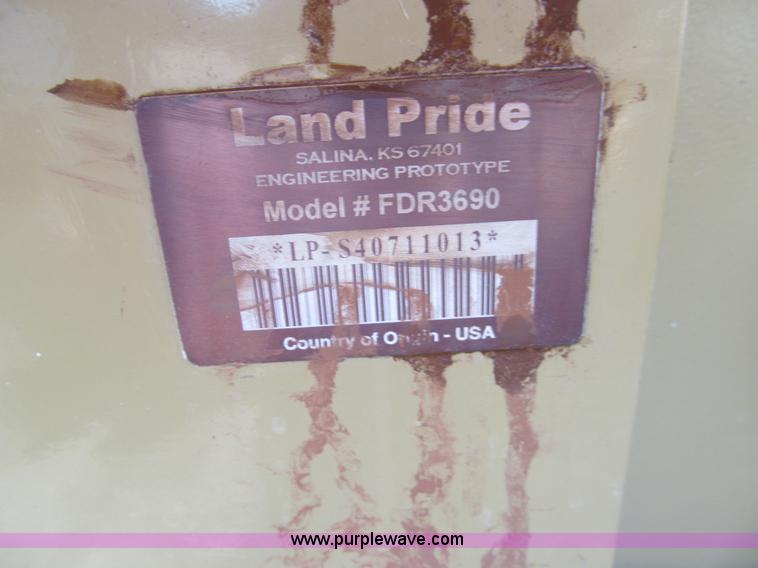 Land Pride
SALINA, KS 67401
ENGINEERING PROTOTYPE
Model # FDR3690
*LP-S40711013*
Country of Origin - USA
www.purplewave.com